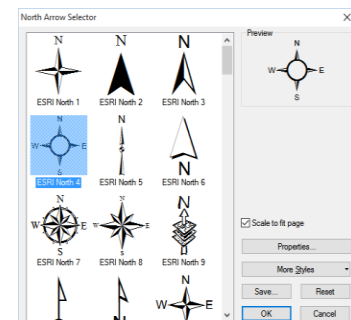 North Arrow Selector
Preview
N N N
ESRI North 1 ESRI North 2 ESRI North 3
N
W E
S
ESRI North 4 ESRI North 5 ESRI North 6
N N
N
W E
S
N N N
W E W E
S S
ESRI North 7 ESRI North 8 ESRI North 9
N
W E
N
Scale to fit page
Properties...
More Styles
Save... Reset
OK Cancel